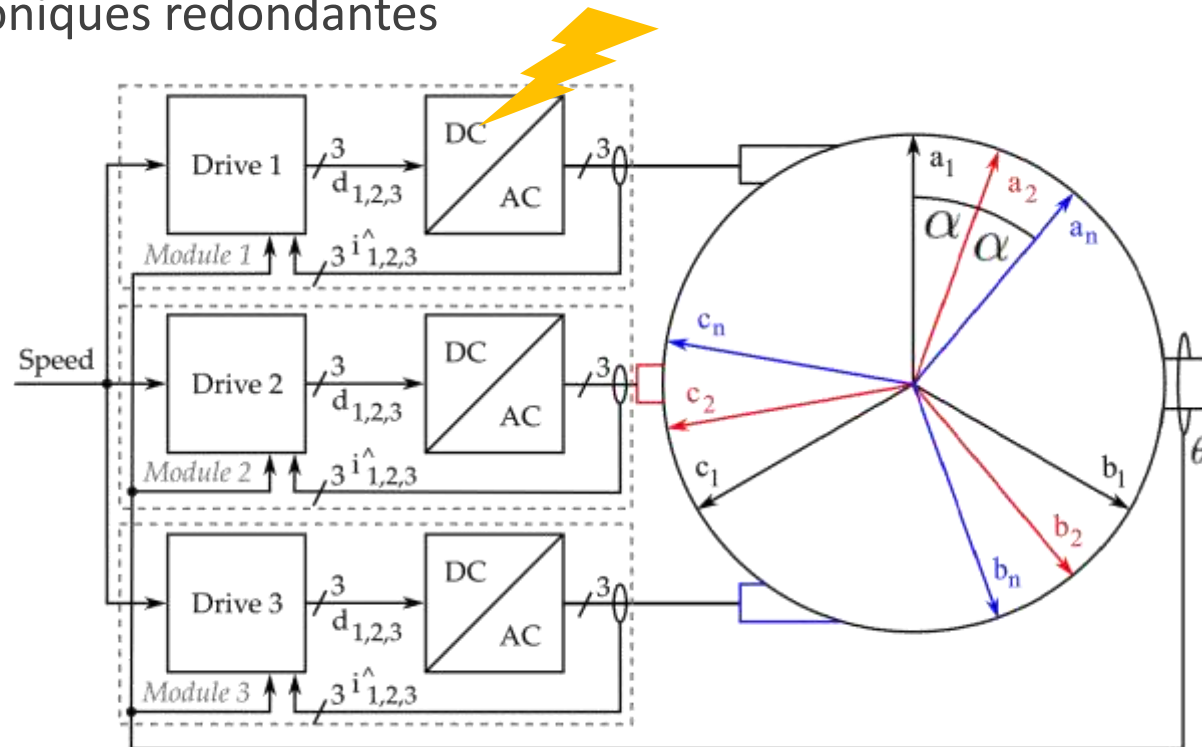 redondantes
Drive 1
3
d1,2,3
DC
AC
3
Module 1
3 i^1,2,3
Speed
Drive 2
3
d1,2,3
DC
AC
3
Module 2
3 i^1,2,3
Drive 3
3
d1,2,3
DC
AC
3
Module 3
3 i^1,2,3
a1
a2
an
α
α
cn
c2
c1
b1
b2
bn